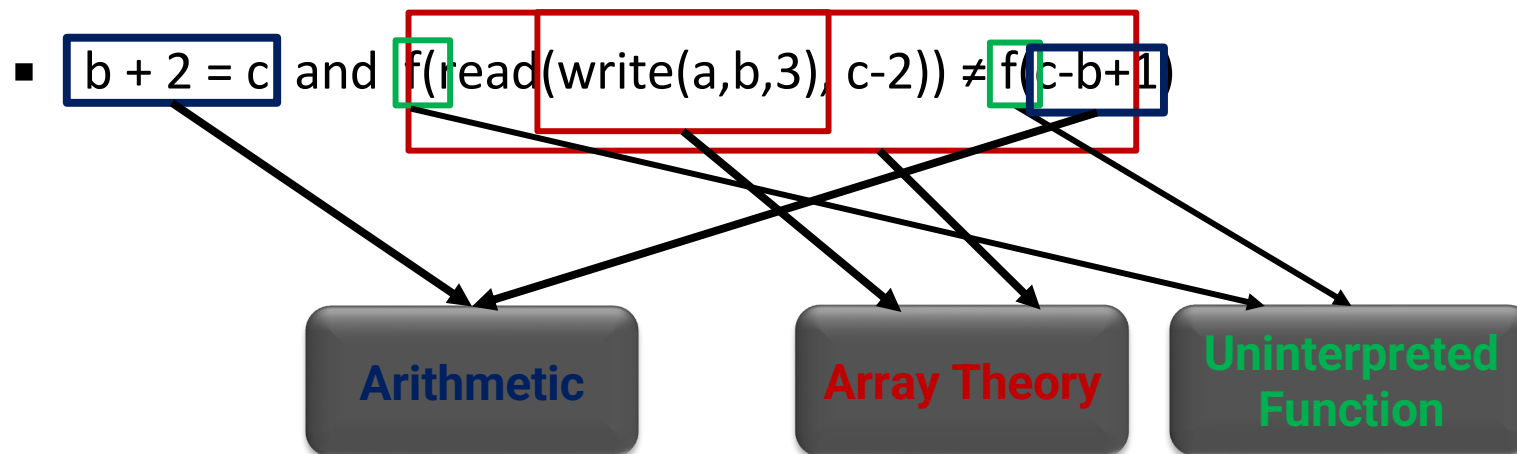 ▪ b + 2 = c and f(read(write(a,b,3), c-2)) ≠ f(c-b+1)
Arithmetic
Array Theory
Uninterpreted
Function